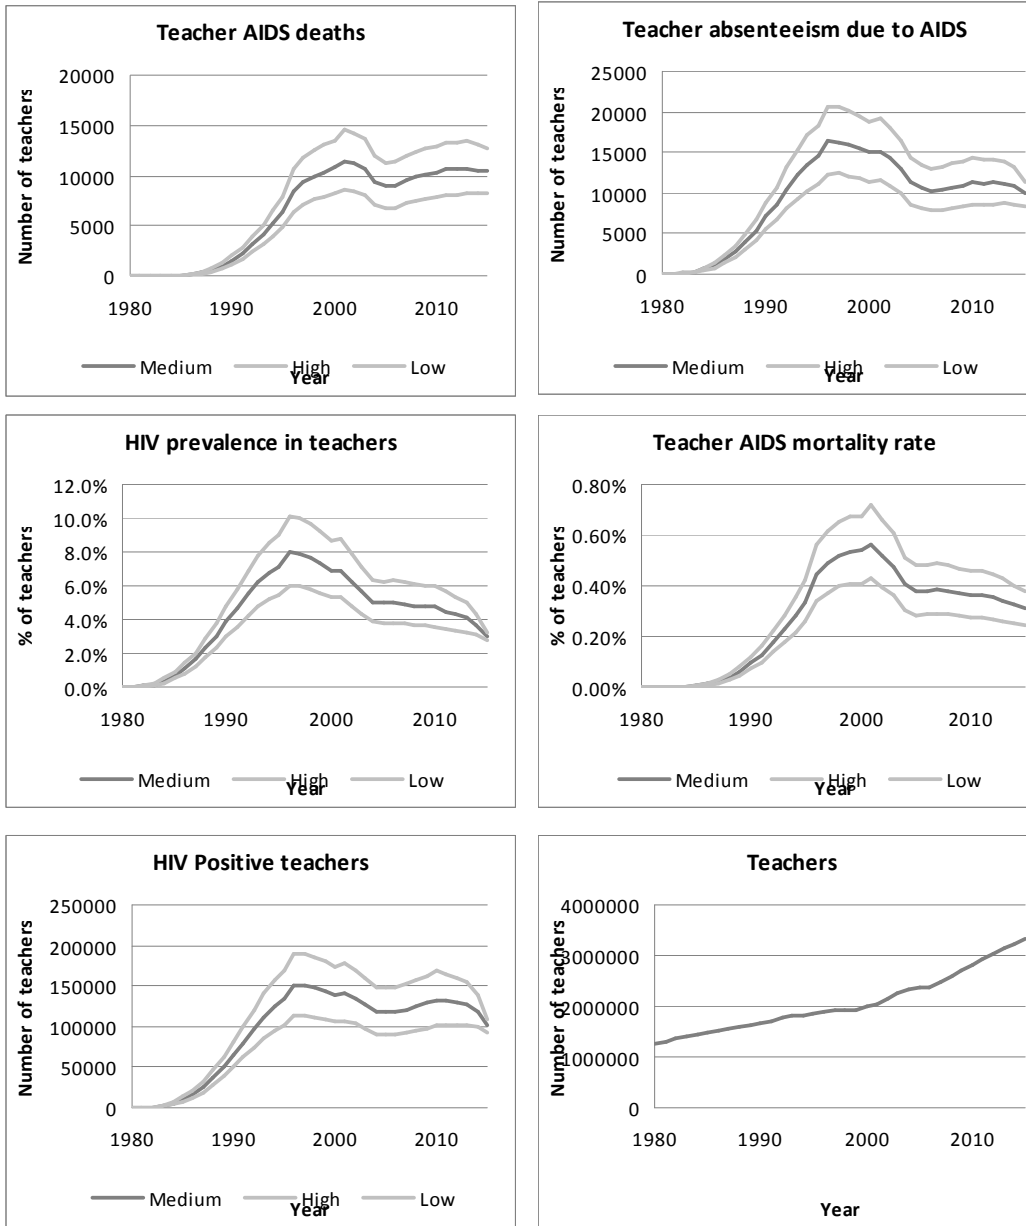 Teacher AIDS deaths
Number of teachers
20000
15000
10000
5000
0
1980 1990 2000 2010
Medium High Low
Year
Teacher absenteeism due to AIDS
Number of teachers
25000
20000
15000
10000
5000
0
1980 1990 2000 2010
Medium High Low
Year
HIV prevalence in teachers
% of teachers
12.0%
10.0%
8.0%
6.0%
4.0%
2.0%
0.0%
1980 1990 2000 2010
Medium High Low
Year
Teacher AIDS mortality rate
% of teachers
0.80%
0.60%
0.40%
0.20%
0.00%
1980 1990 2000 2010
Medium High Low
Year
HIV Positive teachers
Number of teachers
250000
200000
150000
100000
50000
0
1980 1990 2000 2010
Medium High Low
Year
Teachers
Number of teachers
4000000
3000000
2000000
1000000
0
1980 1990 2000 2010
Year